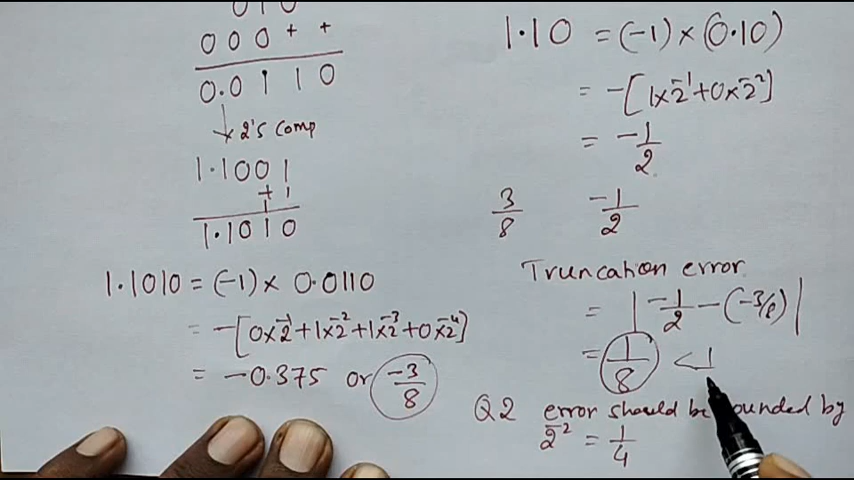 010
000++
0.0110
2's comp
1.1001
+1
1.1010
1.1010 = (-1) × 0.0110
= -[0×2⁻¹+1×2⁻²+1×2⁻³+0×2⁻⁴]
= -0.375 or -3/8
1.10 = (-1) × (0.10)
= -[1×2⁻¹+0×2⁻²]
= -1/2
3/8 -1/2
Truncation error
= |-1/2 - (-3/8)|
= 1/8 < 1
Q2 error should be bounded by
2⁻² = 1/4